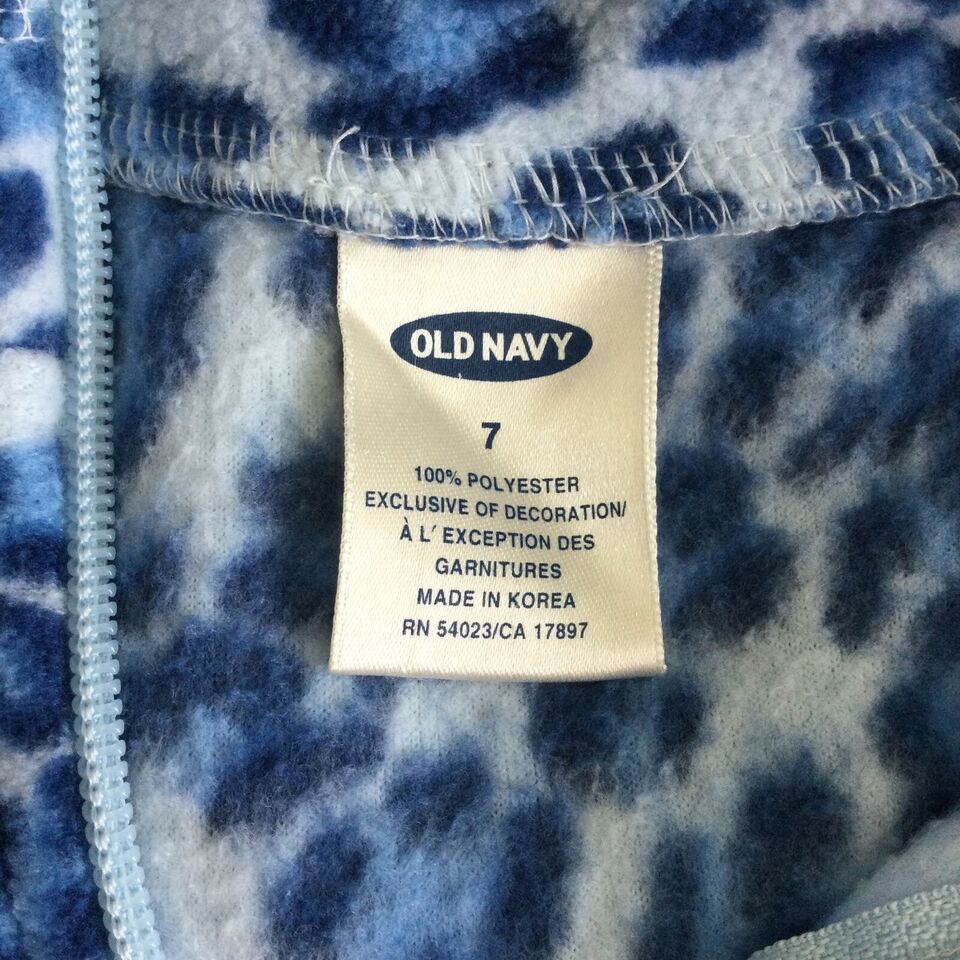 OLD NAVY
7
100% POLYESTER
EXCLUSIVE OF DECORATION/
À L' EXCEPTION DES
GARNITURES
MADE IN KOREA
RN 54023/CA 17897